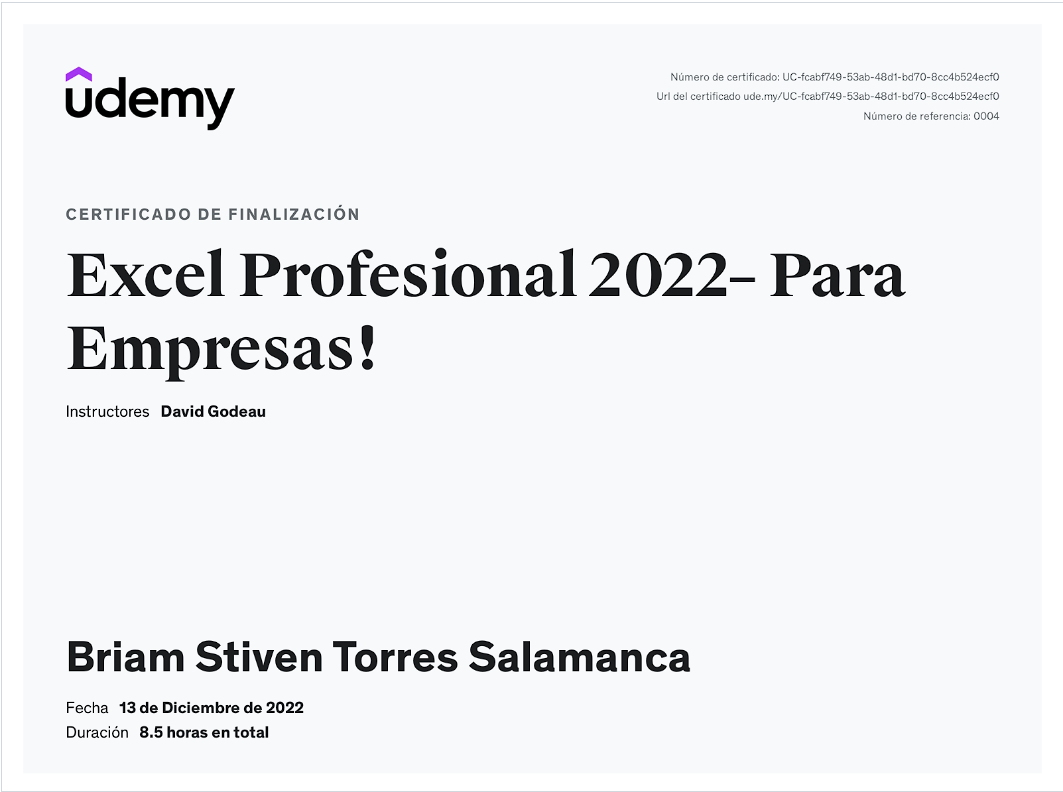 udemy
Número de certificado: UC-fcabf749-53ab-48d1-bd70-8cc4b524ecf0
Url del certificado ude.my/UC-fcabf749-53ab-48d1-bd70-8cc4b524ecf0
Número de referencia: 0004
CERTIFICADO DE FINALIZACIÓN
Excel Profesional 2022– Para
Empresas!
Instructores David Godeau
Briam Stiven Torres Salamanca
Fecha 13 de Diciembre de 2022
Duración 8.5 horas en total